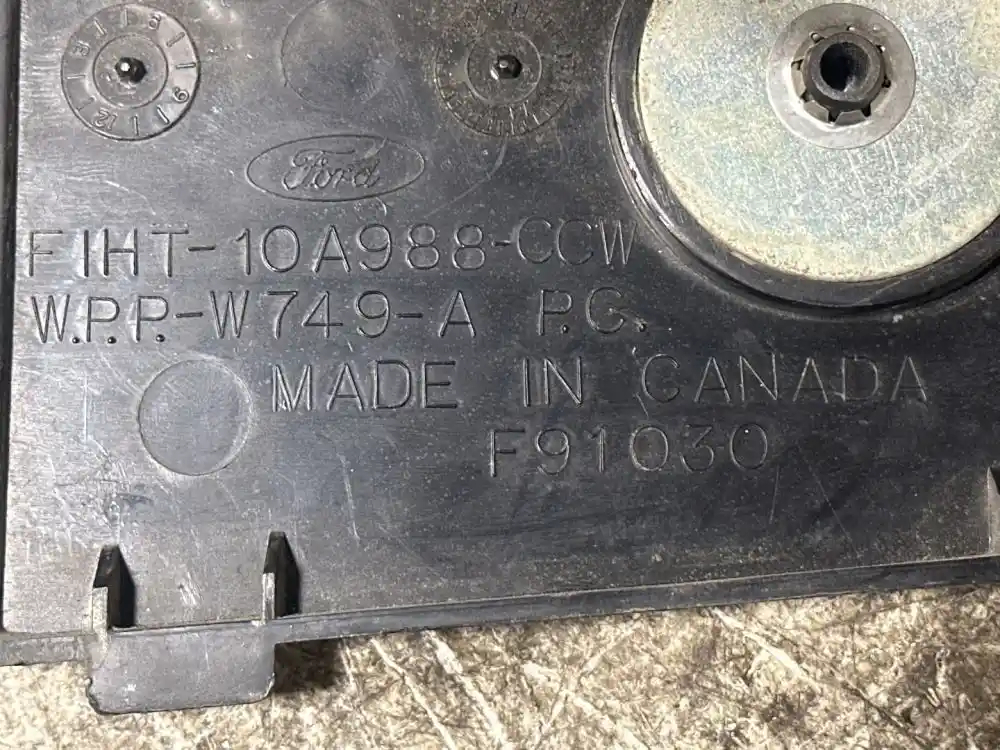 Ford
F1HT-10A988-CCW
W.P.P.-W749-A P.C.
MADE IN CANADA
F91030